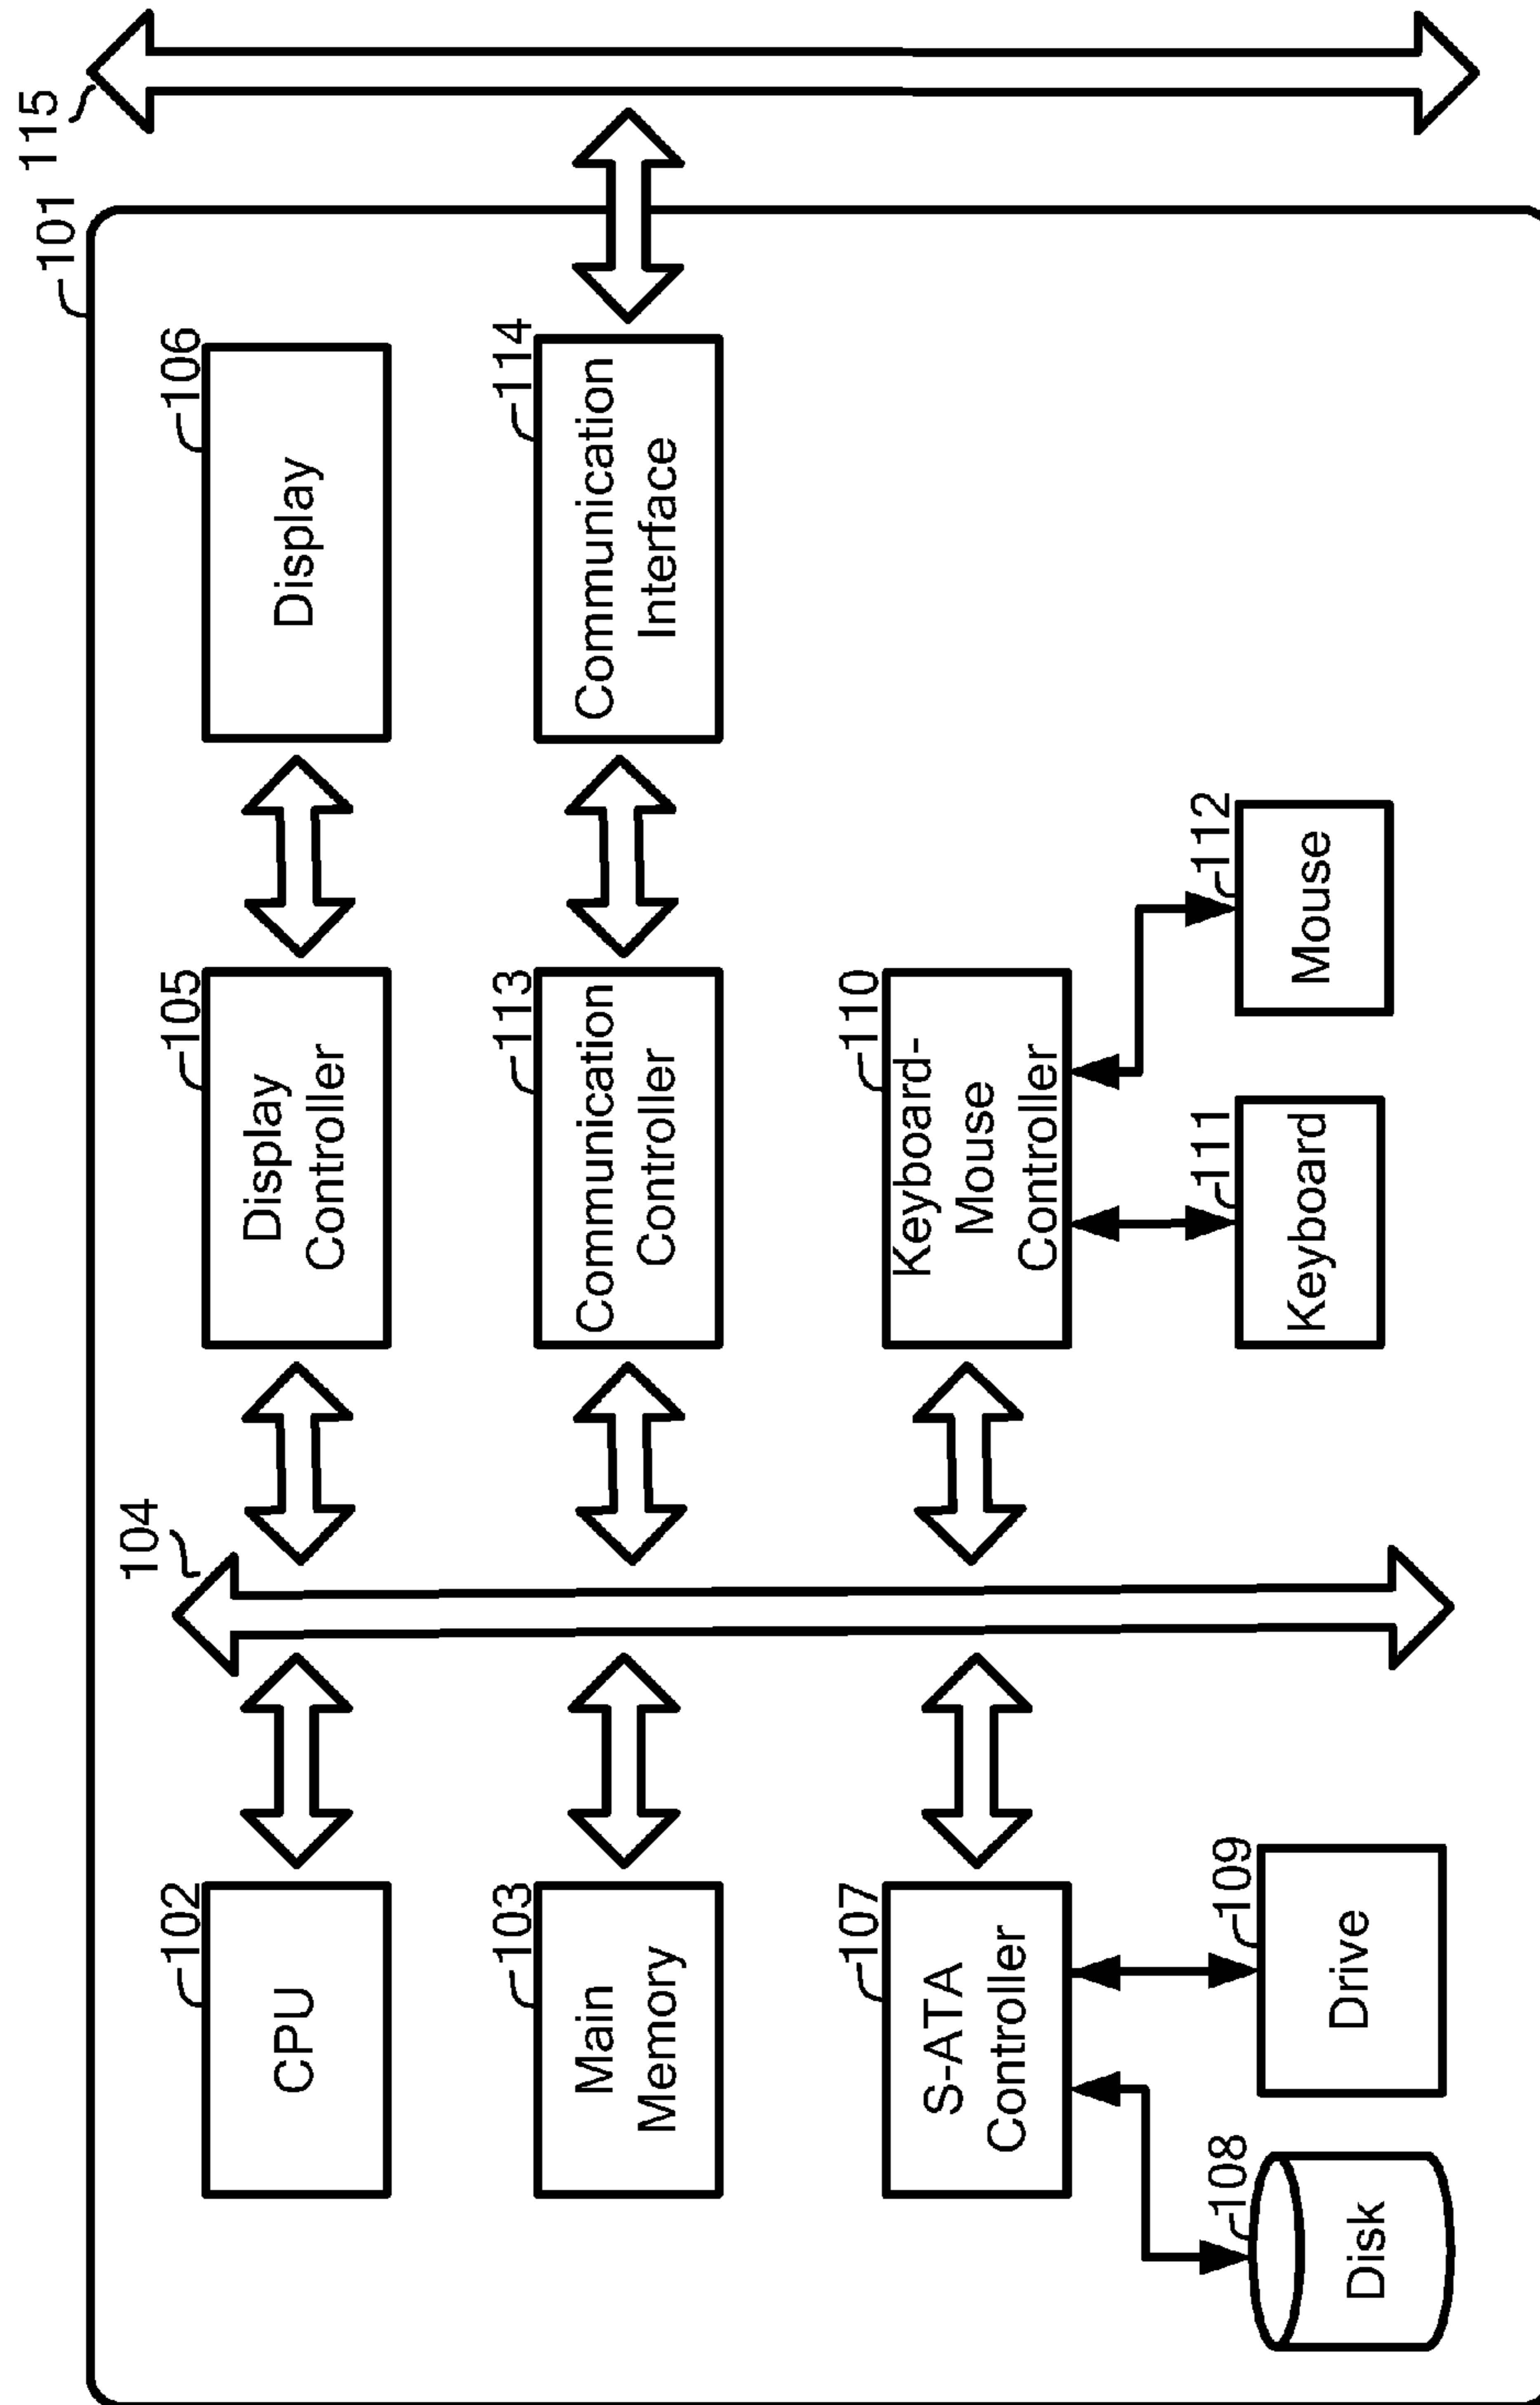 101
115
102
CPU
104
105
Display
Controller
106
Display
103
Main
Memory
113
Communication
Controller
114
Communication
Interface
107
S-ATA
Controller
110
Keyboard-
Mouse
Controller
108
Disk
109
Drive
111
Keyboard
112
Mouse